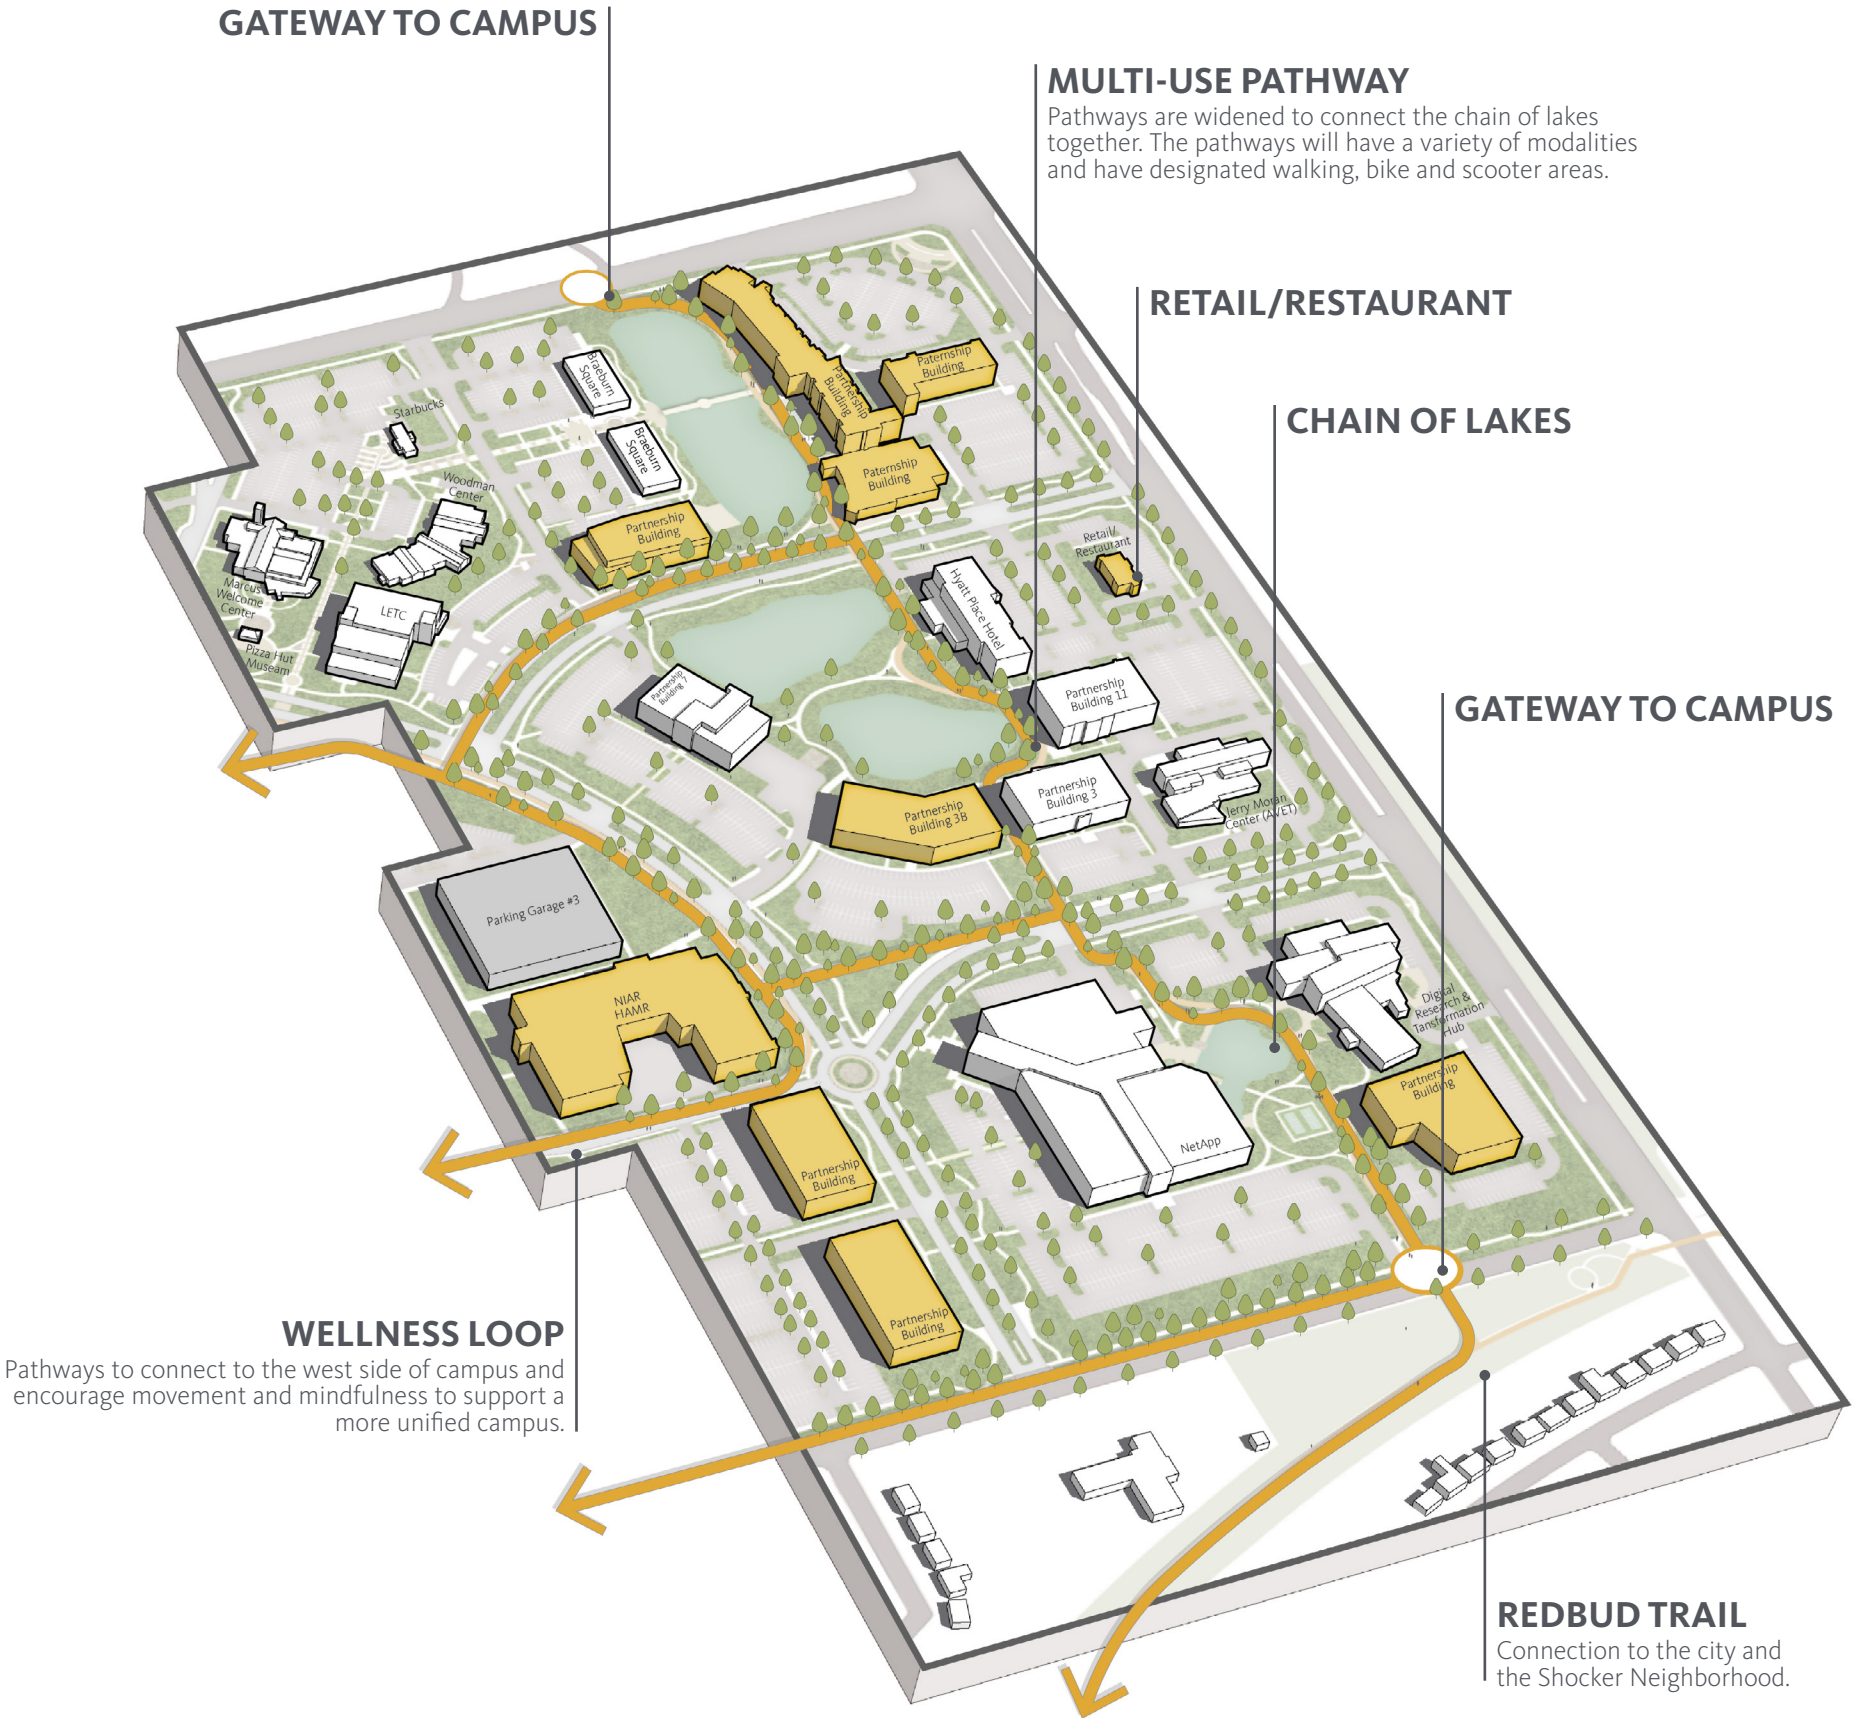 GATEWAY TO CAMPUS
MULTI-USE PATHWAY
Pathways are widened to connect the chain of lakes
together. The pathways will have a variety of modalities
and have designated walking, bike and scooter areas.
RETAIL/RESTAURANT
CHAIN OF LAKES
GATEWAY TO CAMPUS
Braeburn
Square
Partnership
Building
Paternship
Building
Starbucks
Braeburn
Square
Paternship
Building
Woodman
Center
Partnership
Building
Retail/
Restaurant
Marcus
Welcome
Center
LETC
Hyatt Place Hotel
Pizza Hut
Museam
Partnership
Building 7
Partnership
Building 11
Partnership
Building 3
Partnership
Building 3B
Jerry Moran
Center (AVET)
Parking Garage #3
NIAR
HAMR
Digital
Research &
Tansformation
Hub
Partnership
Building
NetApp
Partnership
Building
Partnership
Building
WELLNESS LOOP
Pathways to connect to the west side of campus and
encourage movement and mindfulness to support a
more unified campus.
REDBUD TRAIL
Connection to the city and
the Shocker Neighborhood.